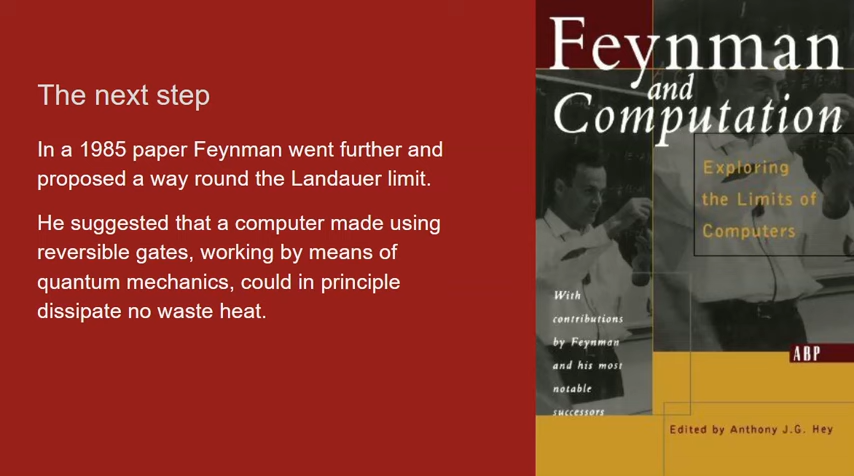 The next step
In a 1985 paper Feynman went further and
proposed a way round the Landauer limit.
He suggested that a computer made using
reversible gates, working by means of
quantum mechanics, could in principle
dissipate no waste heat.
Feynman
and
Computation
Exploring
the Limits of
Computers
With
contributions
by Feynman
and his most
notable
successors
ABP
Edited by Anthony J.G. Hey